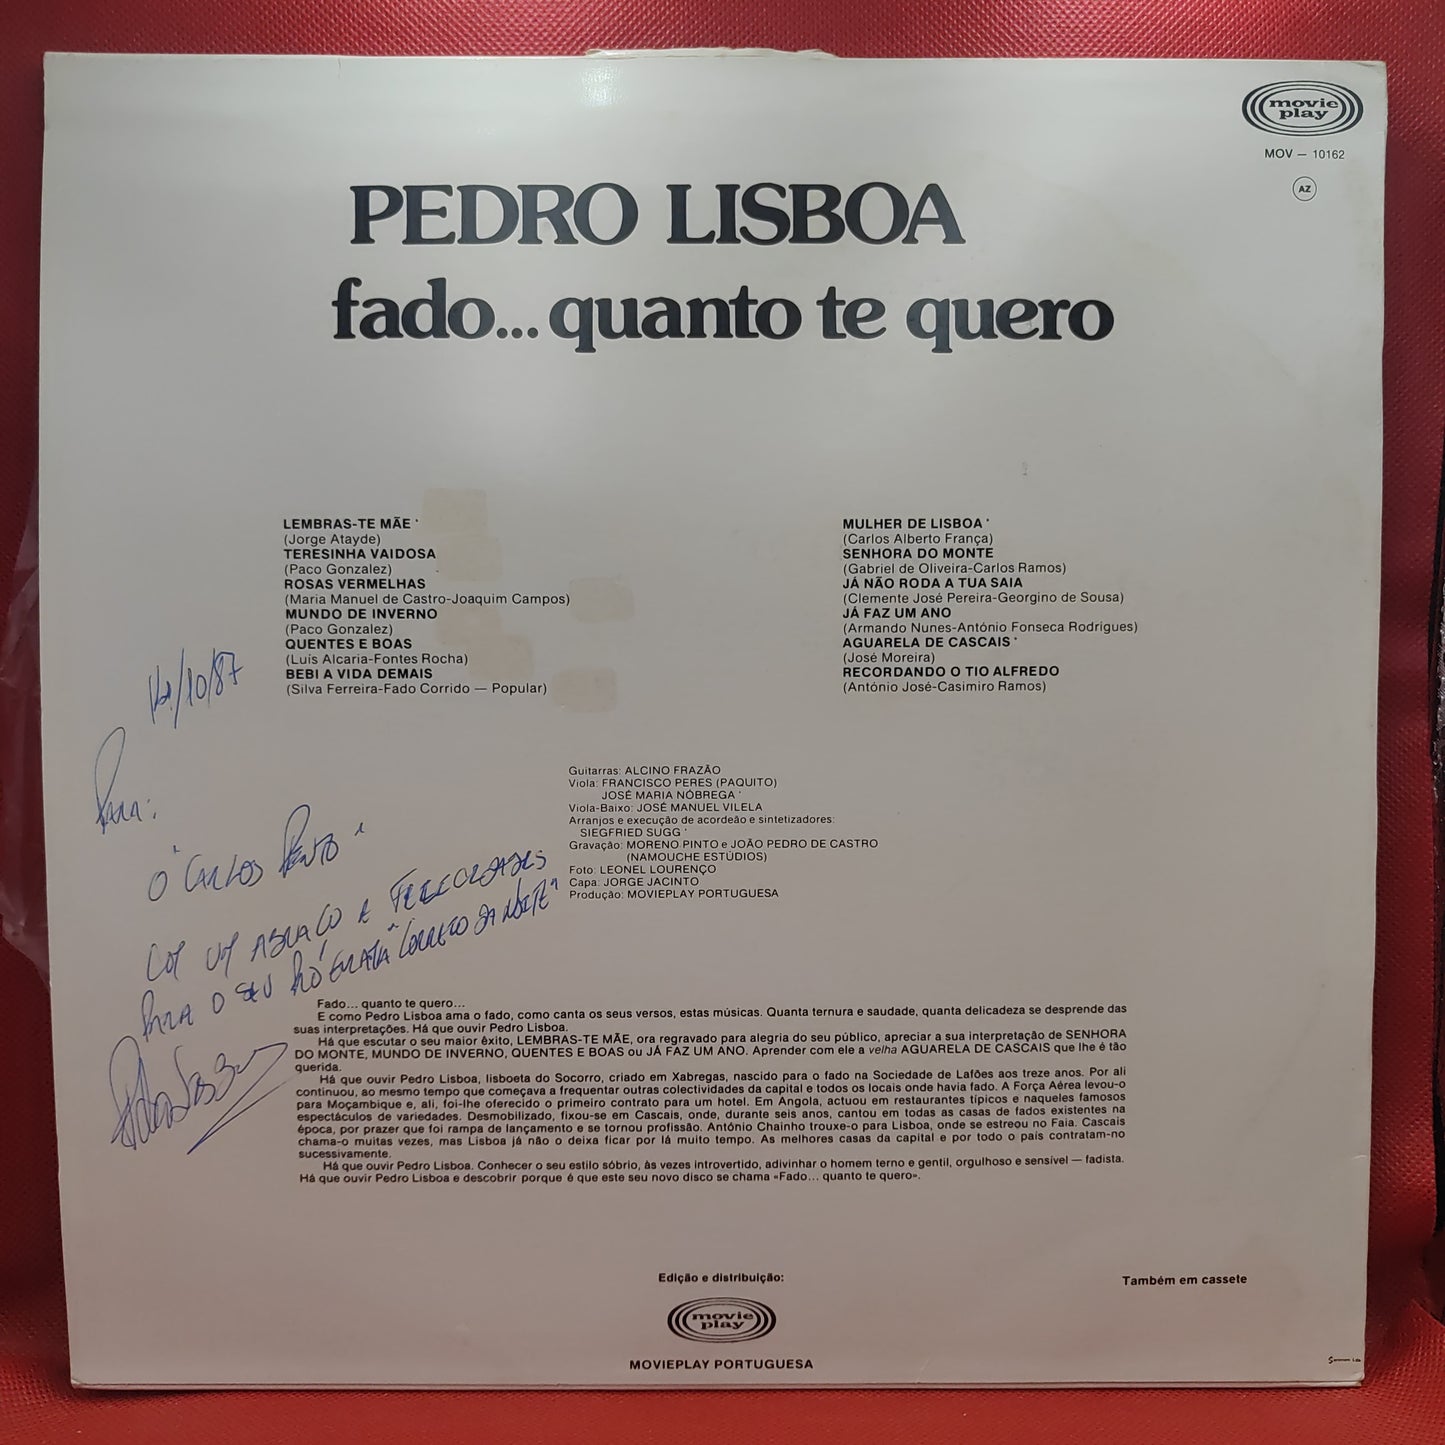 movie
play
MOV — 10162
AZ
PEDRO LISBOA
fado... quanto te quero
LEMBRAS-TE MÃE *
(Jorge Atayde)
TERESINHA VAIDOSA
(Paco Gonzalez)
ROSAS VERMELHAS
(Maria Manuel de Castro-Joaquim Campos)
MUNDO DE INVERNO
(Paco Gonzalez)
QUENTES E BOAS
(Luis Alcaria-Fontes Rocha)
BEBI A VIDA DEMAIS
(Silva Ferreira-Fado Corrido — Popular)
MULHER DE LISBOA *
(Carlos Alberto França)
SENHORA DO MONTE
(Gabriel de Oliveira-Carlos Ramos)
JÁ NÃO RODA A TUA SAIA
(Clemente José Pereira-Georgino de Sousa)
JÁ FAZ UM ANO
(Armando Nunes-António Fonseca Rodrigues)
AGUARELA DE CASCAIS *
(José Moreira)
RECORDANDO O TIO ALFREDO
(António José-Casimiro Ramos)
/10/87
Para:
O "CARLOS
COM UM ABRAÇO E FELICIDADES
PARA O SEU PROGRAMA "CORREIO DA NOITE"
Guitarras: ALCINO FRAZÃO
Viola: FRANCISCO PERES (PAQUITO)
JOSÉ MARIA NÓBREGA *
Viola-Baixo: JOSÉ MANUEL VILELA
Arranjos e execução de acordeão e sintetizadores:
SIEGFRIED SUGG *
Gravação: MORENO PINTO e JOÃO PEDRO DE CASTRO
(NAMOUCHE ESTÚDIOS)
Foto: LEONEL LOURENÇO
Capa: JORGE JACINTO
Produção: MOVIEPLAY PORTUGUESA
Fado... quanto te quero...
E como Pedro Lisboa ama o fado, como canta os seus versos, estas músicas. Quanta ternura e saudade, quanta delicadeza se desprende das
suas interpretações. Há que ouvir Pedro Lisboa.
Há que escutar o seu maior êxito, LEMBRAS-TE MÃE, ora regravado para alegria do seu público, apreciar a sua interpretação de SENHORA
DO MONTE, MUNDO DE INVERNO, QUENTES E BOAS ou JÁ FAZ UM ANO. Aprender com ele a velha AGUARELA DE CASCAIS que lhe é tão
querida.
Há que ouvir Pedro Lisboa, lisboeta do Socorro, criado em Xabregas, nascido para o fado na Sociedade de Lafões aos treze anos. Por ali
continuou, ao mesmo tempo que começava a frequentar outras colectividades da capital e todos os locais onde havia fado. A Força Aérea levou-o
para Moçambique e, ali, foi-lhe oferecido o primeiro contrato para um hotel. Em Angola, actuou em restaurantes típicos e naqueles famosos
espectáculos de variedades. Desmobilizado, fixou-se em Cascais, onde, durante seis anos, cantou em todas as casas de fados existentes na
época, por prazer que foi rampa de lançamento e se tornou profissão. António Chainho trouxe-o para Lisboa, onde se estreou no Faia. Cascais
chama-o muitas vezes, mas Lisboa já não o deixa ficar por lá muito tempo. As melhores casas da capital e por todo o país contratam-no
sucessivamente.
Há que ouvir Pedro Lisboa. Conhecer o seu estilo sóbrio, às vezes introvertido, adivinhar o homem terno e gentil, orgulhoso e sensível — fadista.
Há que ouvir Pedro Lisboa e descobrir porque é que este seu novo disco se chama «Fado... quanto te quero».
Edição e distribuição:
Também em cassete
movie
play
MOVIEPLAY PORTUGUESA